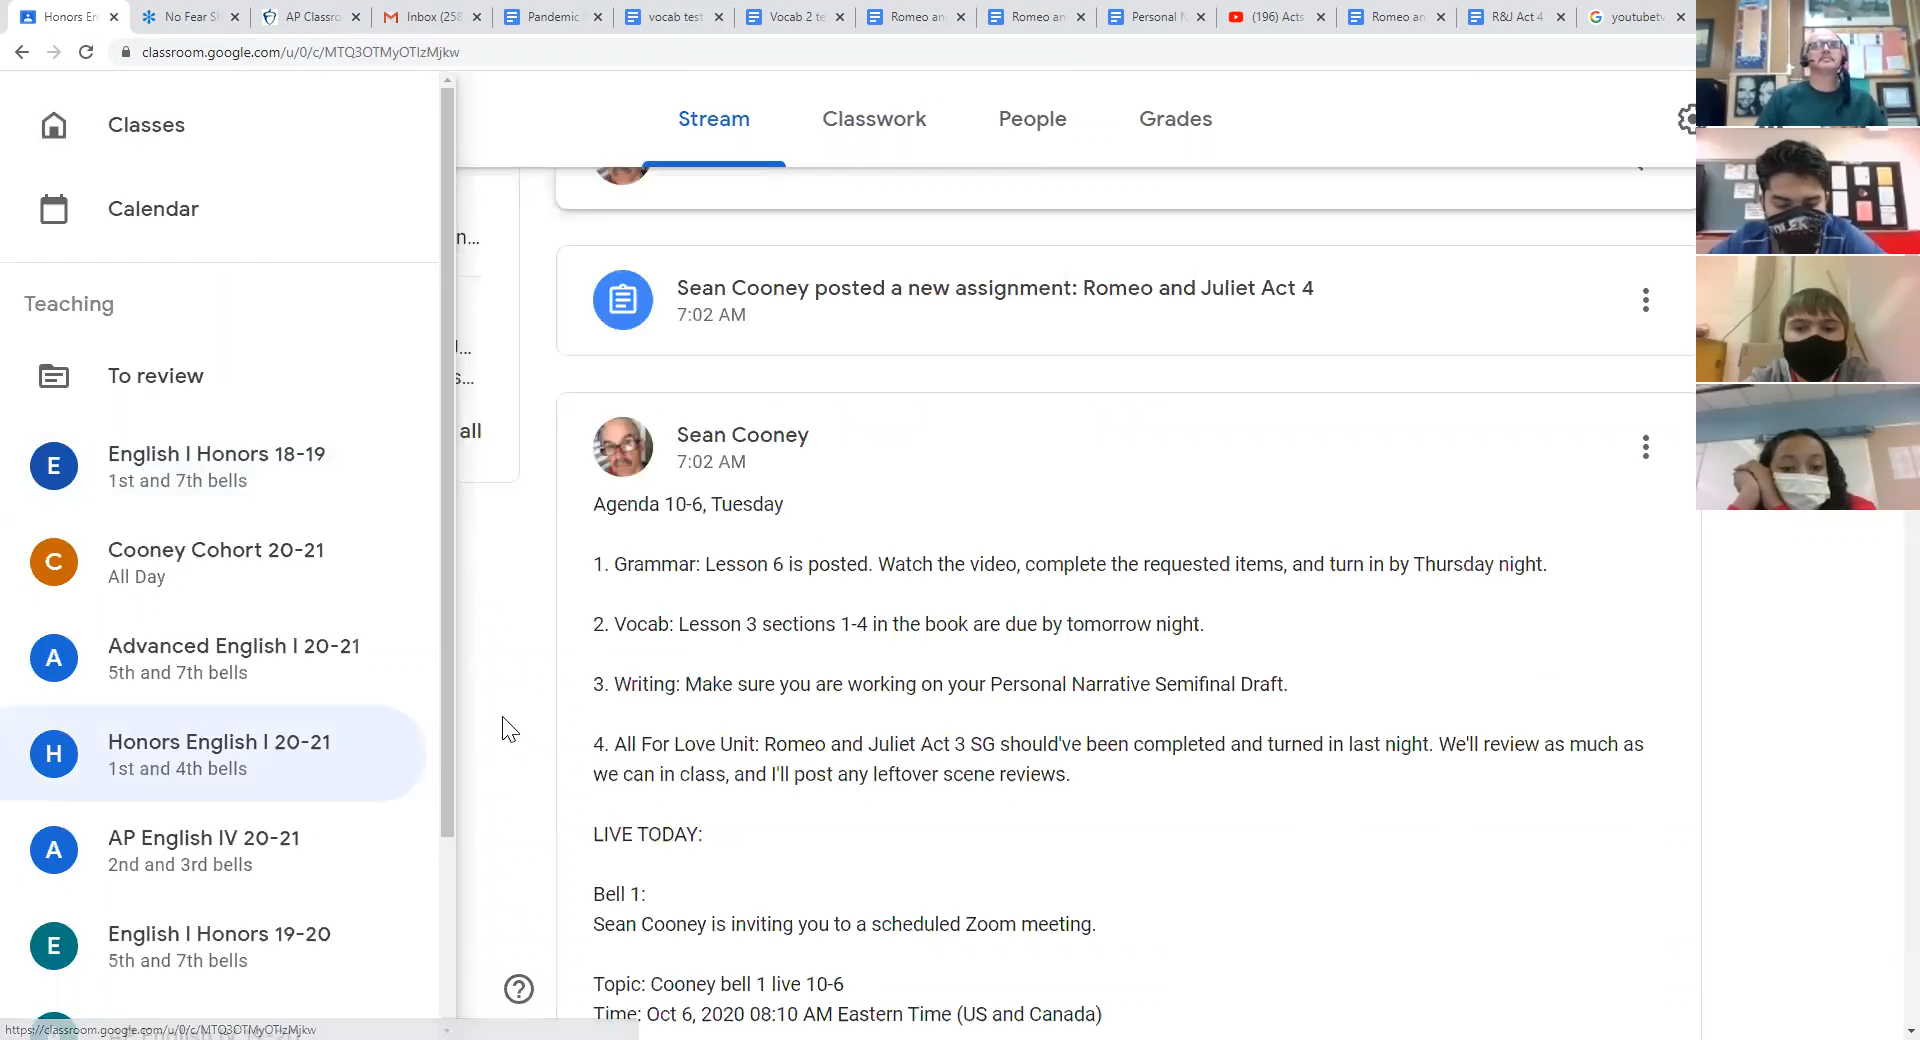 Honors En
No Fear S
AP Classro
Inbox (258
Pandemic
vocab test
Vocab 2 te
Romeo an
Romeo an
Personal N
(196) Acts
Romeo an
R&J Act 4
youtubetv
classroom.google.com/u/0/c/MTQ3OTMyOTIzMjkw
Classes
Calendar
Teaching
To review
E
English I Honors 18-19
1st and 7th bells
C
Cooney Cohort 20-21
All Day
A
Advanced English I 20-21
5th and 7th bells
H
Honors English I 20-21
1st and 4th bells
A
AP English IV 20-21
2nd and 3rd bells
E
English I Honors 19-20
5th and 7th bells
https://classroom.google.com/u/0/c/MTQ3OTMyOTIzMjkw
Stream
Classwork
People
Grades
n...
s...
all
Sean Cooney posted a new assignment: Romeo and Juliet Act 4
7:02 AM
Sean Cooney
7:02 AM
Agenda 10-6, Tuesday
1. Grammar: Lesson 6 is posted. Watch the video, complete the requested items, and turn in by Thursday night.
2. Vocab: Lesson 3 sections 1-4 in the book are due by tomorrow night.
3. Writing: Make sure you are working on your Personal Narrative Semifinal Draft.
4. All For Love Unit: Romeo and Juliet Act 3 SG should've been completed and turned in last night. We'll review as much as
we can in class, and I'll post any leftover scene reviews.
LIVE TODAY:
Bell 1:
Sean Cooney is inviting you to a scheduled Zoom meeting.
Topic: Cooney bell 1 live 10-6
Time: Oct 6, 2020 08:10 AM Eastern Time (US and Canada)